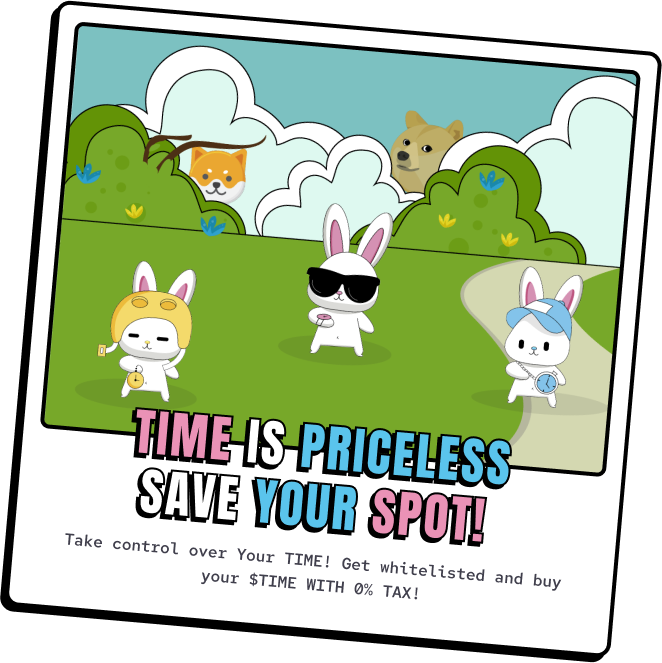 TIME IS PRICELESS
SAVE YOUR SPOT!
Take control over Your TIME! Get whitelisted and buy
your $TIME WITH 0% TAX!